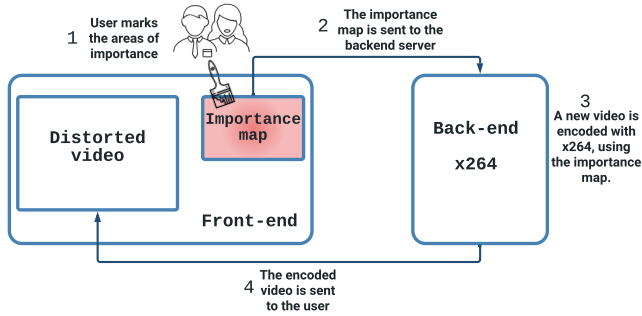 1
User marks
the areas of
importance
2
The importance
map is sent to the
backend server
Distorted
video
Importance
map
Front-end
Back-end
x264
3
A new video is
encoded with
x264, using
the importance
map.
4
The encoded
video is sent
to the user